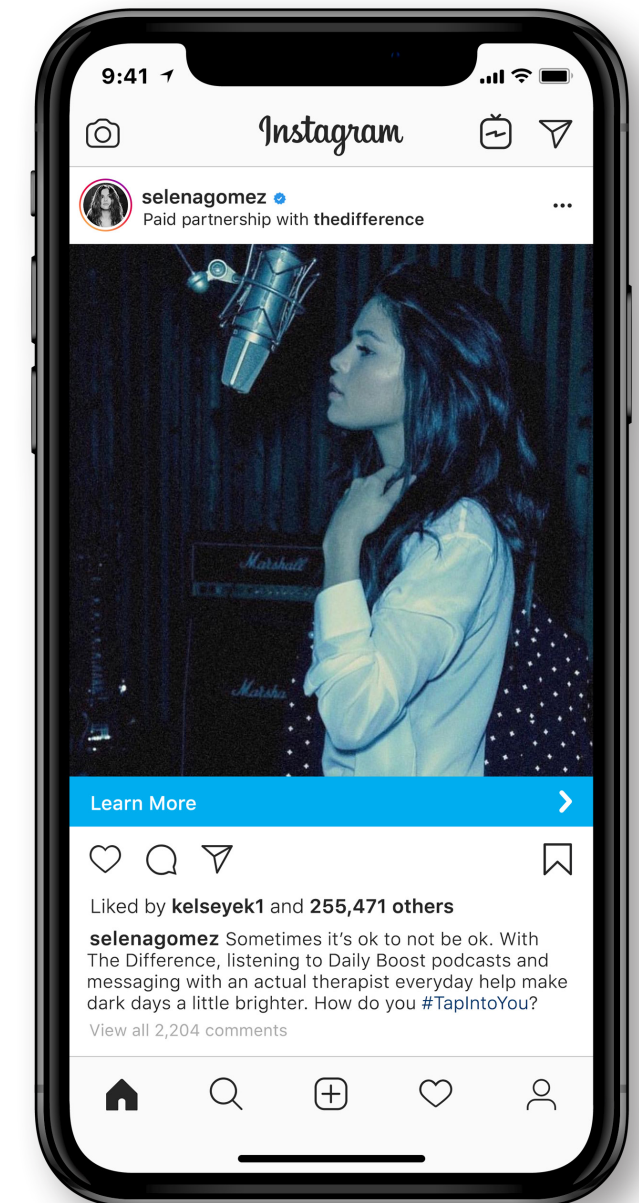 9:41
Instagram
selenagomez
Paid partnership with thedifference
Marshall
Marsha
Learn More
Liked by kelseyek1 and 255,471 others
selenagomez Sometimes it’s ok to not be ok. With
The Difference, listening to Daily Boost podcasts and
messaging with an actual therapist everyday help make
dark days a little brighter. How do you #TapIntoYou?
View all 2,204 comments